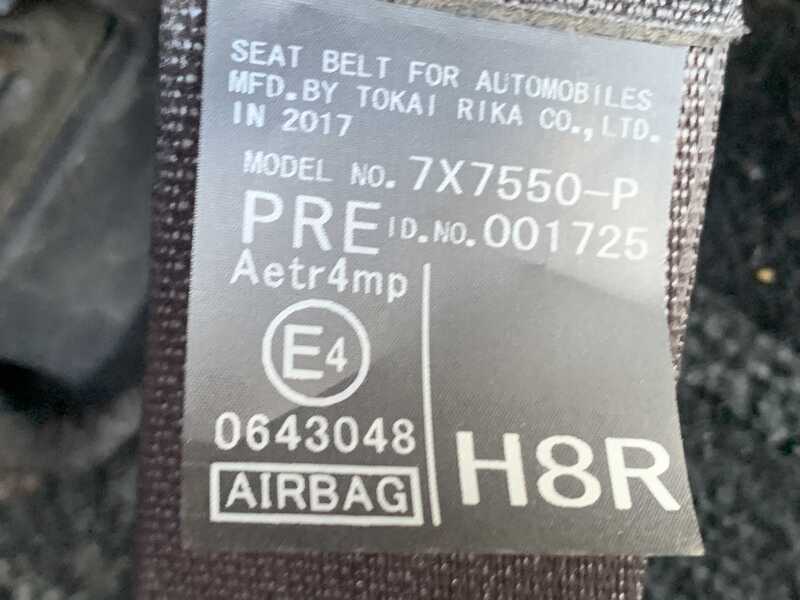 SEAT BELT FOR AUTOMOBILES
MFD.BY TOKAI RIKA CO.,LTD.
IN 2017
MODEL NO. 7X7550-P
PRE ID.NO. 001725
Aetr4mp
E4
0643048
AIRBAG
H8R